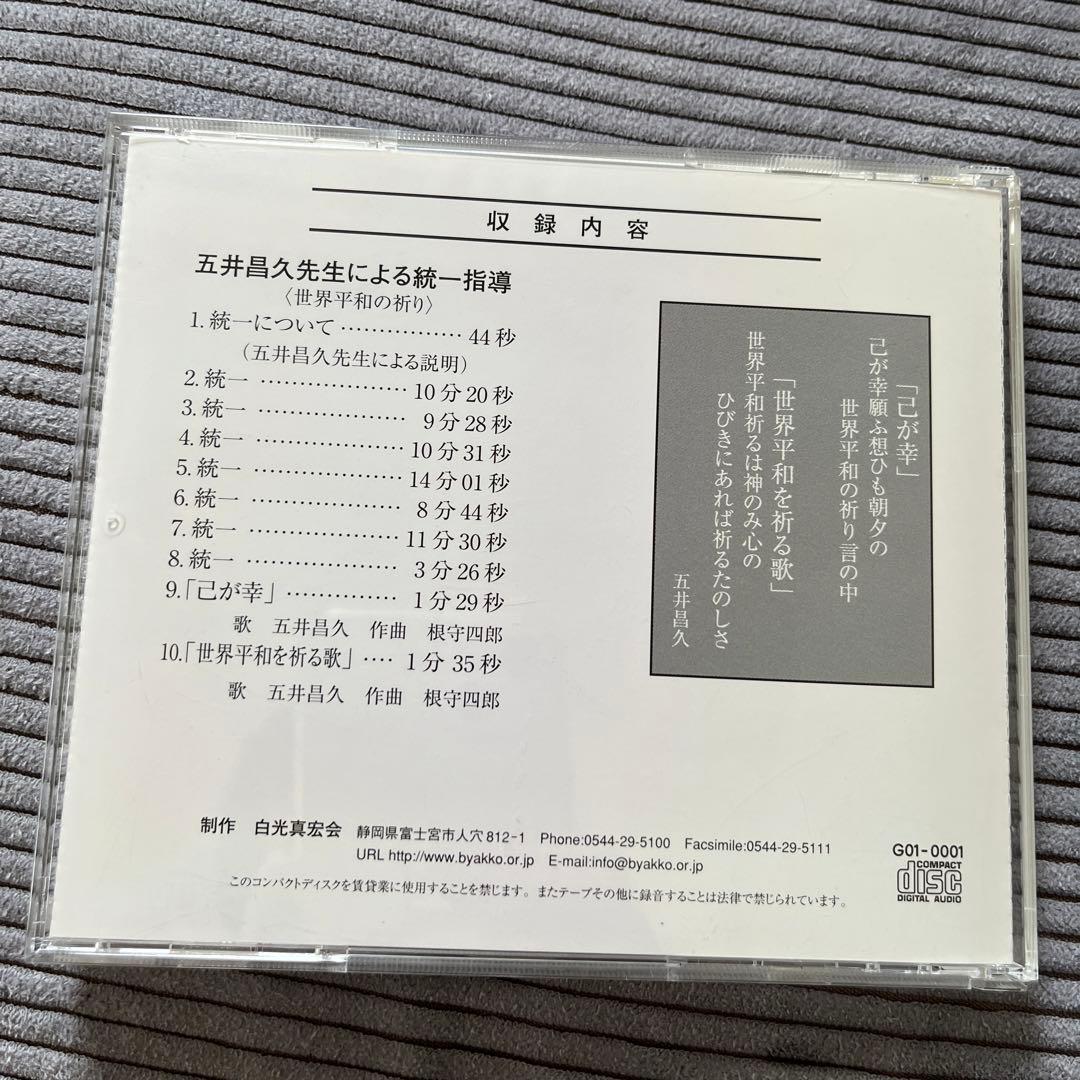 収録内容
五井昌久先生による統一指導
〈世界平和の祈り〉
1.統一について……………… 44秒
(五井昌久先生による説明)
2.統一 ………………… 10分20秒
3.統一 ………………… 9分28秒
4.統一 ………………… 10分31秒
5.統一 ………………… 14分01秒
6.統一 ………………… 8分44秒
7.統一 ………………… 11分30秒
8.統一 ………………… 3分26秒
9.「己が幸」…………… 1分29秒
歌 五井昌久 作曲 根守四郎
10.「世界平和を祈る歌」…‥ 1分35秒
歌 五井昌久 作曲 根守四郎
「己が幸」
己が幸願ふ想ひも朝夕の
世界平和の祈り言の中
「世界平和を祈る歌」
世界平和祈るは神のみ心の
ひびきにあれば祈るたのしさ
五井昌久
制作 白光真宏会 静岡県富士宮市人穴812-1 Phone:0544-29-5100 Facsimile:0544-29-5111
URL http://www.byakko.or.jp E-mail:info@byakko.or.jp
このコンパクトディスクを賃貸業に使用することを禁じます。またテープその他に録音することは法律で禁じられています。
G01-0001
COMPACT
disc
DIGITAL AUDIO